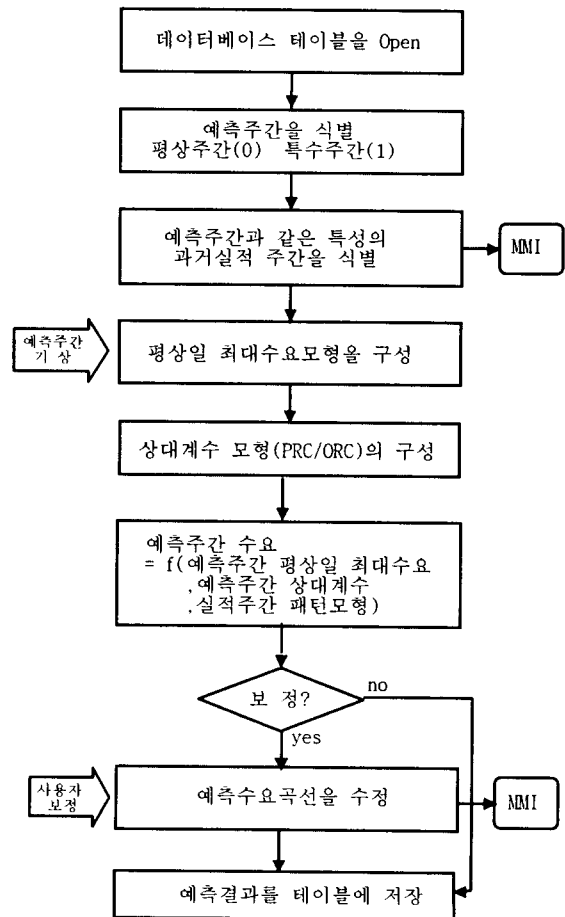 데이터베이스 테이블을 Open
예측주간을 식별
평상주간(0) 특수주간(1)
예측주간과 같은 특성의
과거실적 주간을 식별
MMI
예측주간
기 상
평상일 최대수요모형을 구성
상대계수 모형(PRC/ORC)의 구성
예측주간 수요
= f(예측주간 평상일 최대수요
,예측주간 상대계수
,실적주간 패턴모형)
보 정?
no
yes
사용자
보정
예측수요곡선을 수정
MMI
예측결과를 테이블에 저장